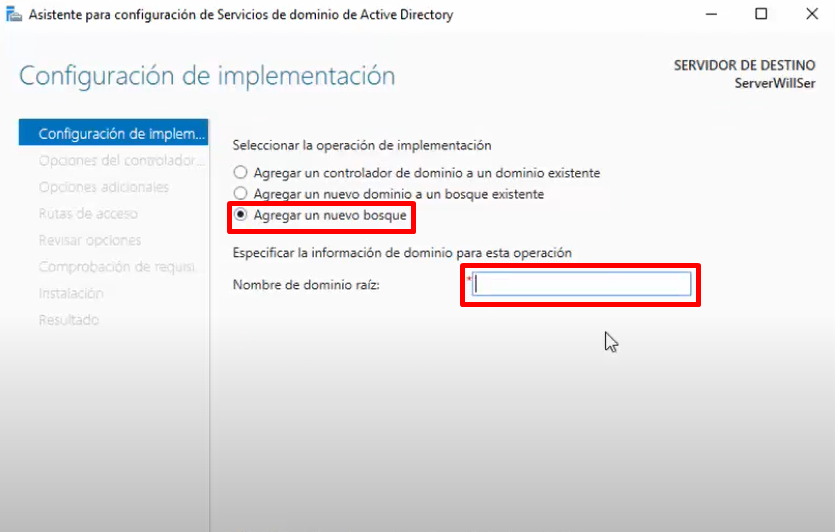 Asistente para configuración de Servicios de dominio de Active Directory
Configuración de implementación
SERVIDOR DE DESTINO
ServerWillSer
Configuración de implem...
Opciones del controlador...
Opciones adicionales
Rutas de acceso
Revisar opciones
Comprobación de requisi...
Instalación
Resultado
Seleccionar la operación de implementación
Agregar un controlador de dominio a un dominio existente
Agregar un nuevo dominio a un bosque existente
Agregar un nuevo bosque
Especificar la información de dominio para esta operación
Nombre de dominio raíz:
*